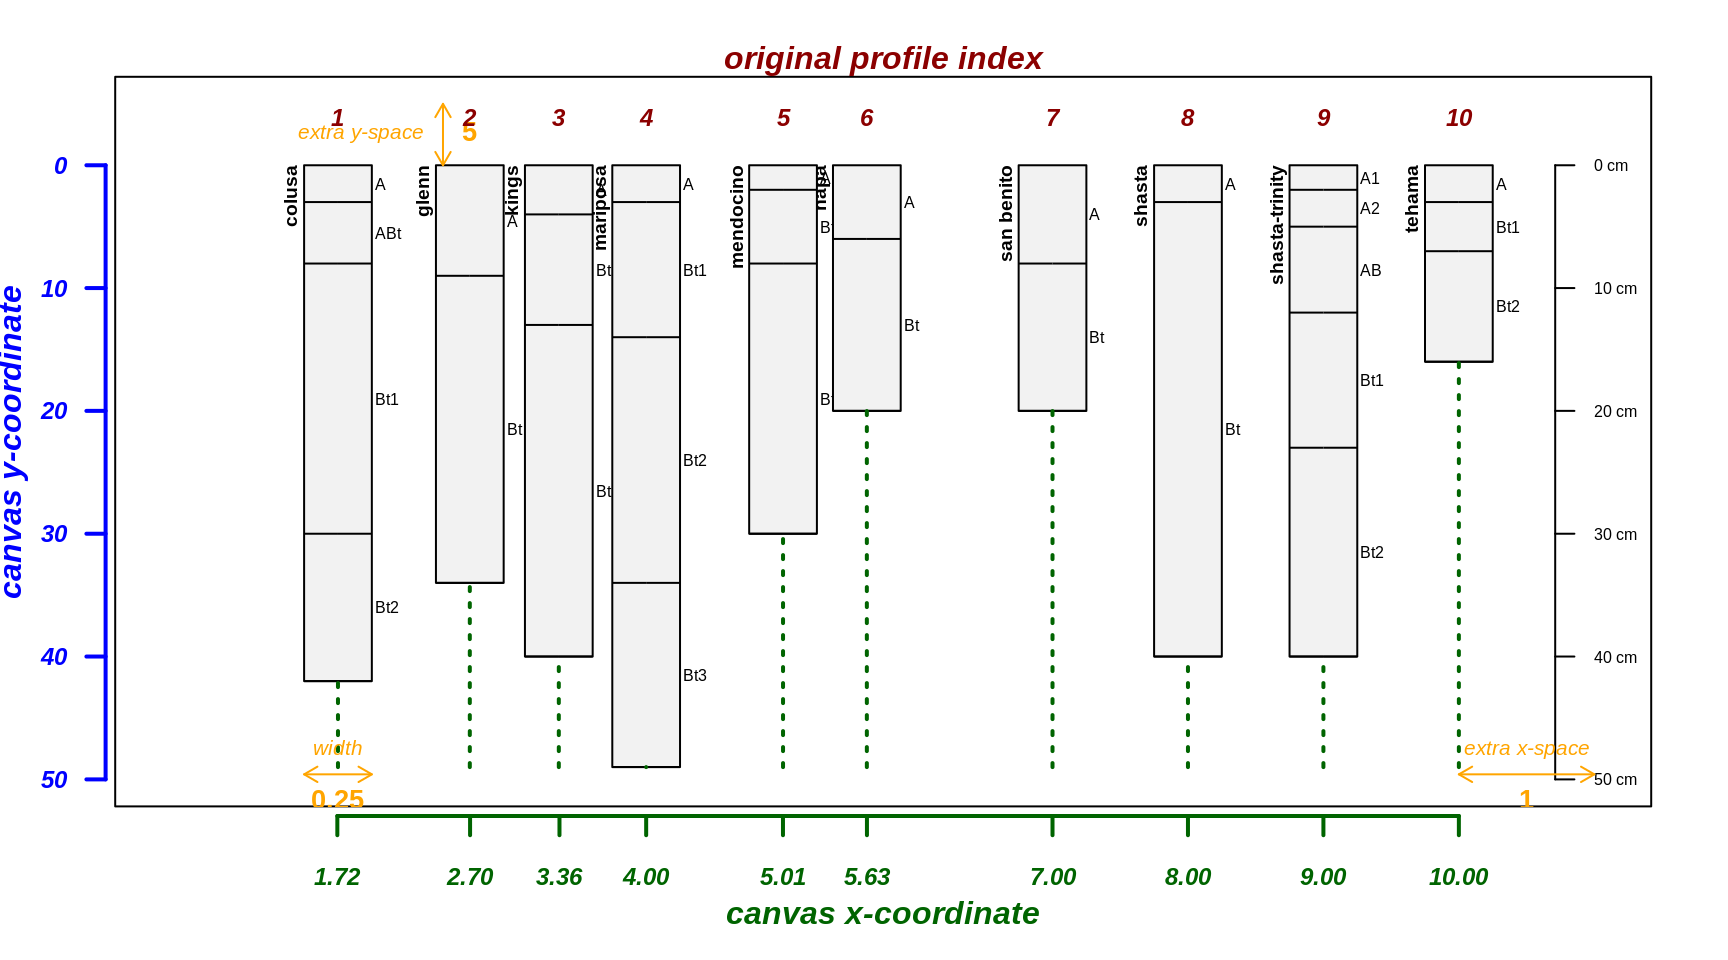 original profile index
1 2 3 4 5 6 7 8 9 10
extra y-space 5
canvas y-coordinate
0
10
20
30
40
50
colusa
A
ABt
Bt1
Bt2
glenn
A
Bt
kings
Bt
Bt
mariposa
A
Bt1
Bt2
Bt3
mendocino
napa
A
Bt
san benito
A
Bt
shasta
A
Bt
shasta-trinity
A1
A2
AB
Bt1
Bt2
tehama
A
Bt1
Bt2
0 cm
10 cm
20 cm
30 cm
40 cm
50 cm
width
0.25
extra x-space
1
1.72 2.70 3.36 4.00 5.01 5.63 7.00 8.00 9.00 10.00
canvas x-coordinate